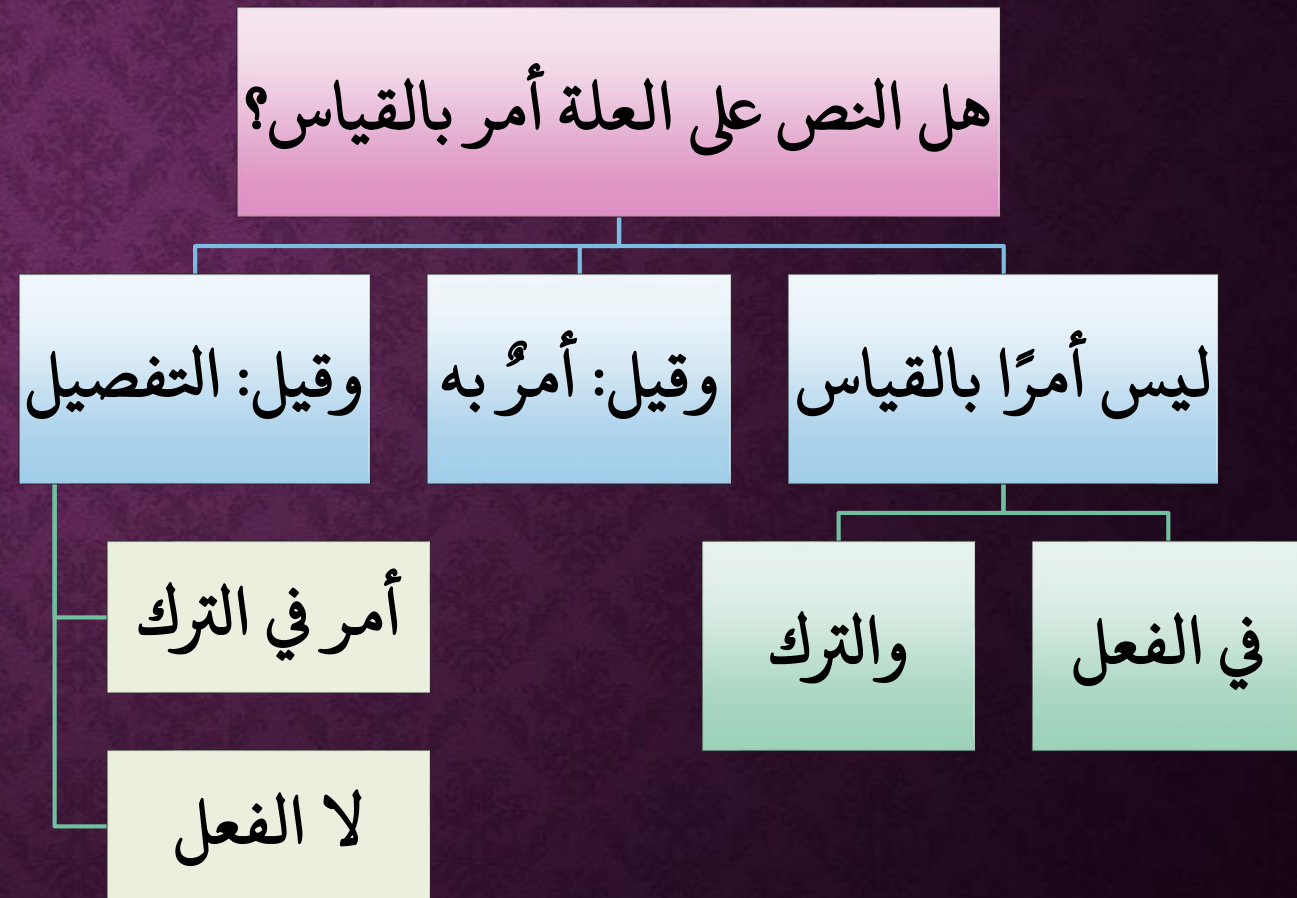 هل النص على العلة أمر بالقياس؟
ليس أمرًا بالقياس
وقيل: أمرٌ به
وقيل: التفصيل
في الفعل
والترك
أمر في الترك
لا الفعل